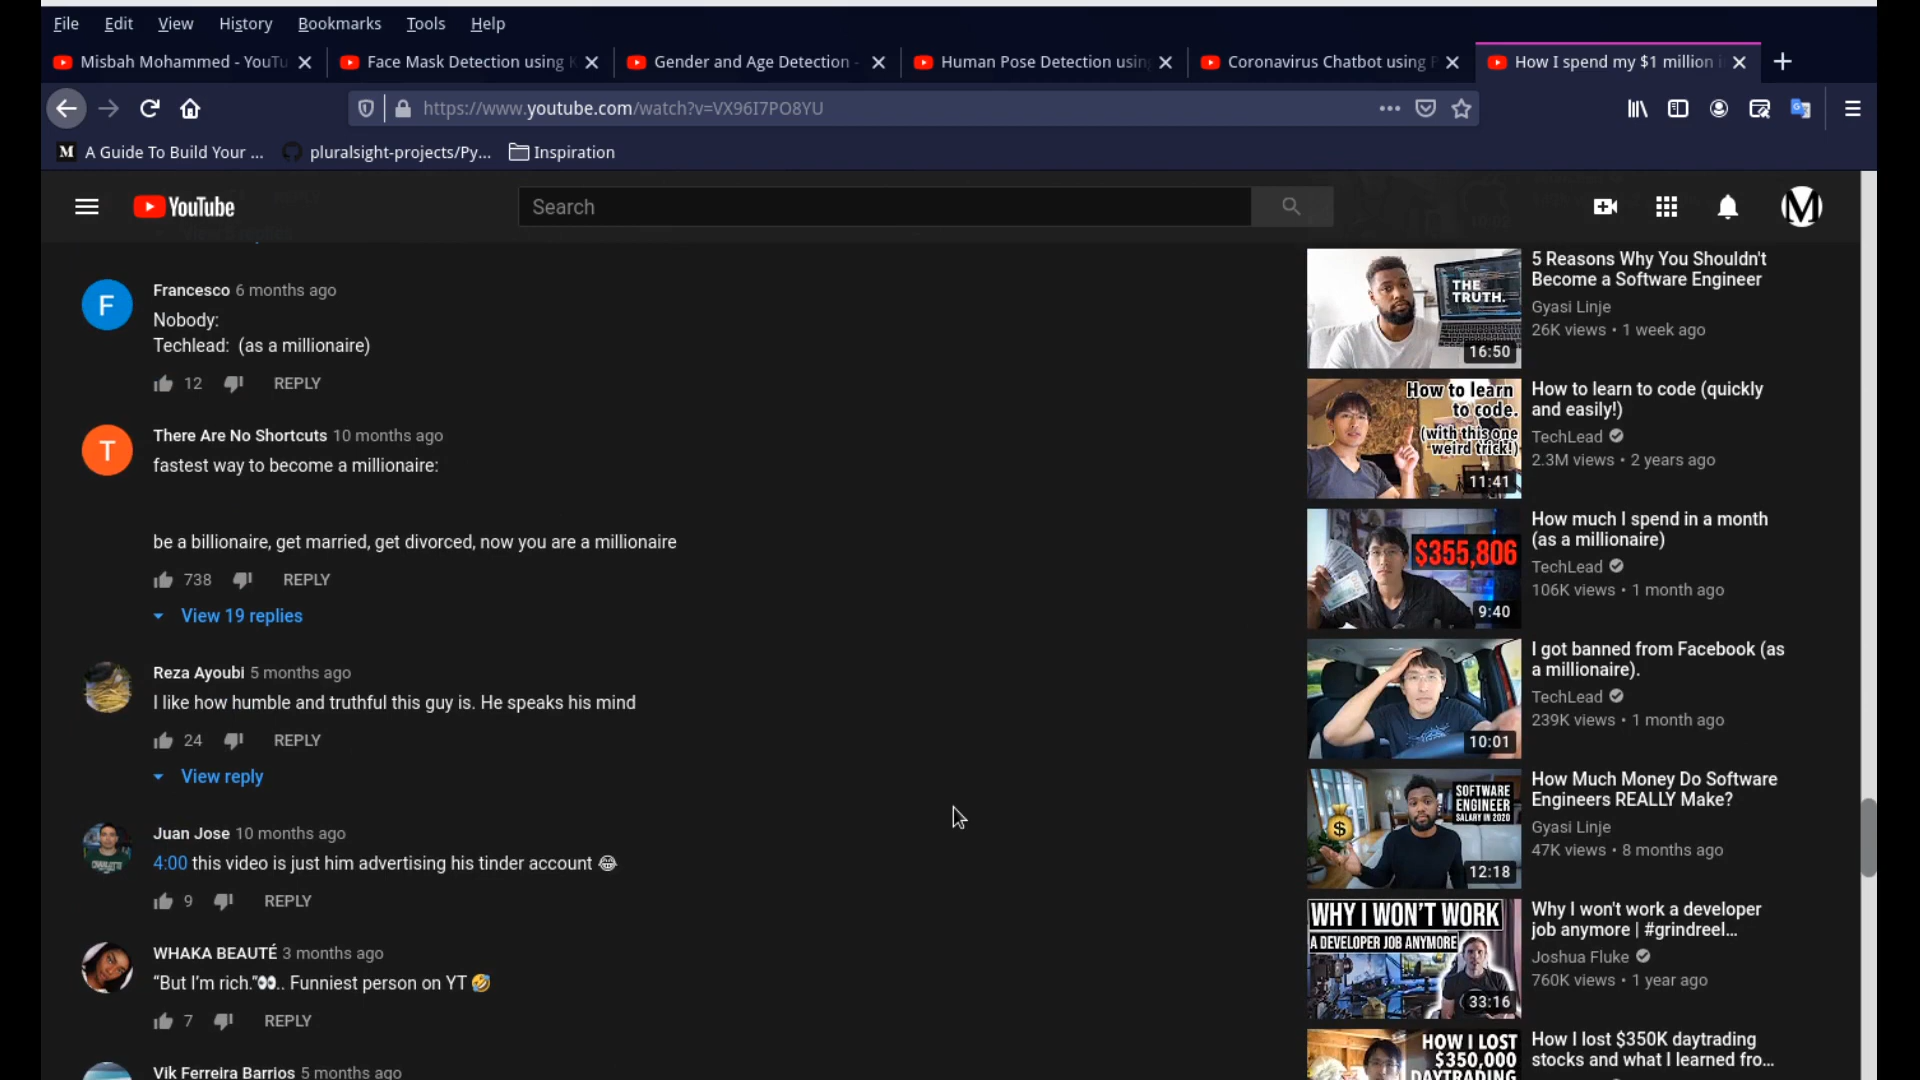 File Edit View History Bookmarks Tools Help
Misbah Mohammed - YouTu
Face Mask Detection using K
Gender and Age Detection -
Human Pose Detection usin
Coronavirus Chatbot using P
How I spend my $1 million i
https://www.youtube.com/watch?v=VX96I7PO8YU
M A Guide To Build Your ...
pluralsight-projects/Py...
Inspiration
YouTube
Search
M
F
Francesco 6 months ago
Nobody:
Techlead: (as a millionaire)
12 REPLY
T
There Are No Shortcuts 10 months ago
fastest way to become a millionaire:
be a billionaire, get married, get divorced, now you are a millionaire
738 REPLY
View 19 replies
Reza Ayoubi 5 months ago
I like how humble and truthful this guy is. He speaks his mind
24 REPLY
View reply
Juan Jose 10 months ago
4:00 this video is just him advertising his tinder account 😂
9 REPLY
WHAKA BEAUTÉ 3 months ago
“But I’m rich.”👀.. Funniest person on YT 🤣
7 REPLY
Vik Ferreira Barrios 5 months ago
THE
TRUTH.
16:50
5 Reasons Why You Shouldn't
Become a Software Engineer
Gyasi Linje
26K views • 1 week ago
How to learn
to code.
(with this one
weird trick!)
11:41
How to learn to code (quickly
and easily!)
TechLead
2.3M views • 2 years ago
$355,806
9:40
How much I spend in a month
(as a millionaire)
TechLead
106K views • 1 month ago
10:01
I got banned from Facebook (as
a millionaire).
TechLead
239K views • 1 month ago
SOFTWARE
ENGINEER
SALARY IN 2020
12:18
How Much Money Do Software
Engineers REALLY Make?
Gyasi Linje
47K views • 8 months ago
WHY I WON'T WORK
A DEVELOPER JOB ANYMORE
33:16
Why I won't work a developer
job anymore | #grindreel...
Joshua Fluke
760K views • 1 year ago
HOW I LOST
$350,000
DAYTRADING
How I lost $350K daytrading
stocks and what I learned fro...